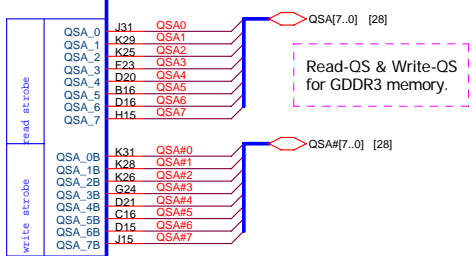 QSA_0 J31 QSA0 QSA[7..0] [28]
QSA_1 K29 QSA1
QSA_2 K25 QSA2
QSA_3 F23 QSA3
QSA_4 D20 QSA4
QSA_5 B16 QSA5
QSA_6 D16 QSA6
QSA_7 H15 QSA7
read strobe
Read-QS & Write-QS
for GDDR3 memory.
QSA_0B K31 QSA#0 QSA#[7..0] [28]
QSA_1B K28 QSA#1
QSA_2B K26 QSA#2
QSA_3B G24 QSA#3
QSA_4B D21 QSA#4
QSA_5B C16 QSA#5
QSA_6B D15 QSA#6
QSA_7B J15 QSA#7
write strobe